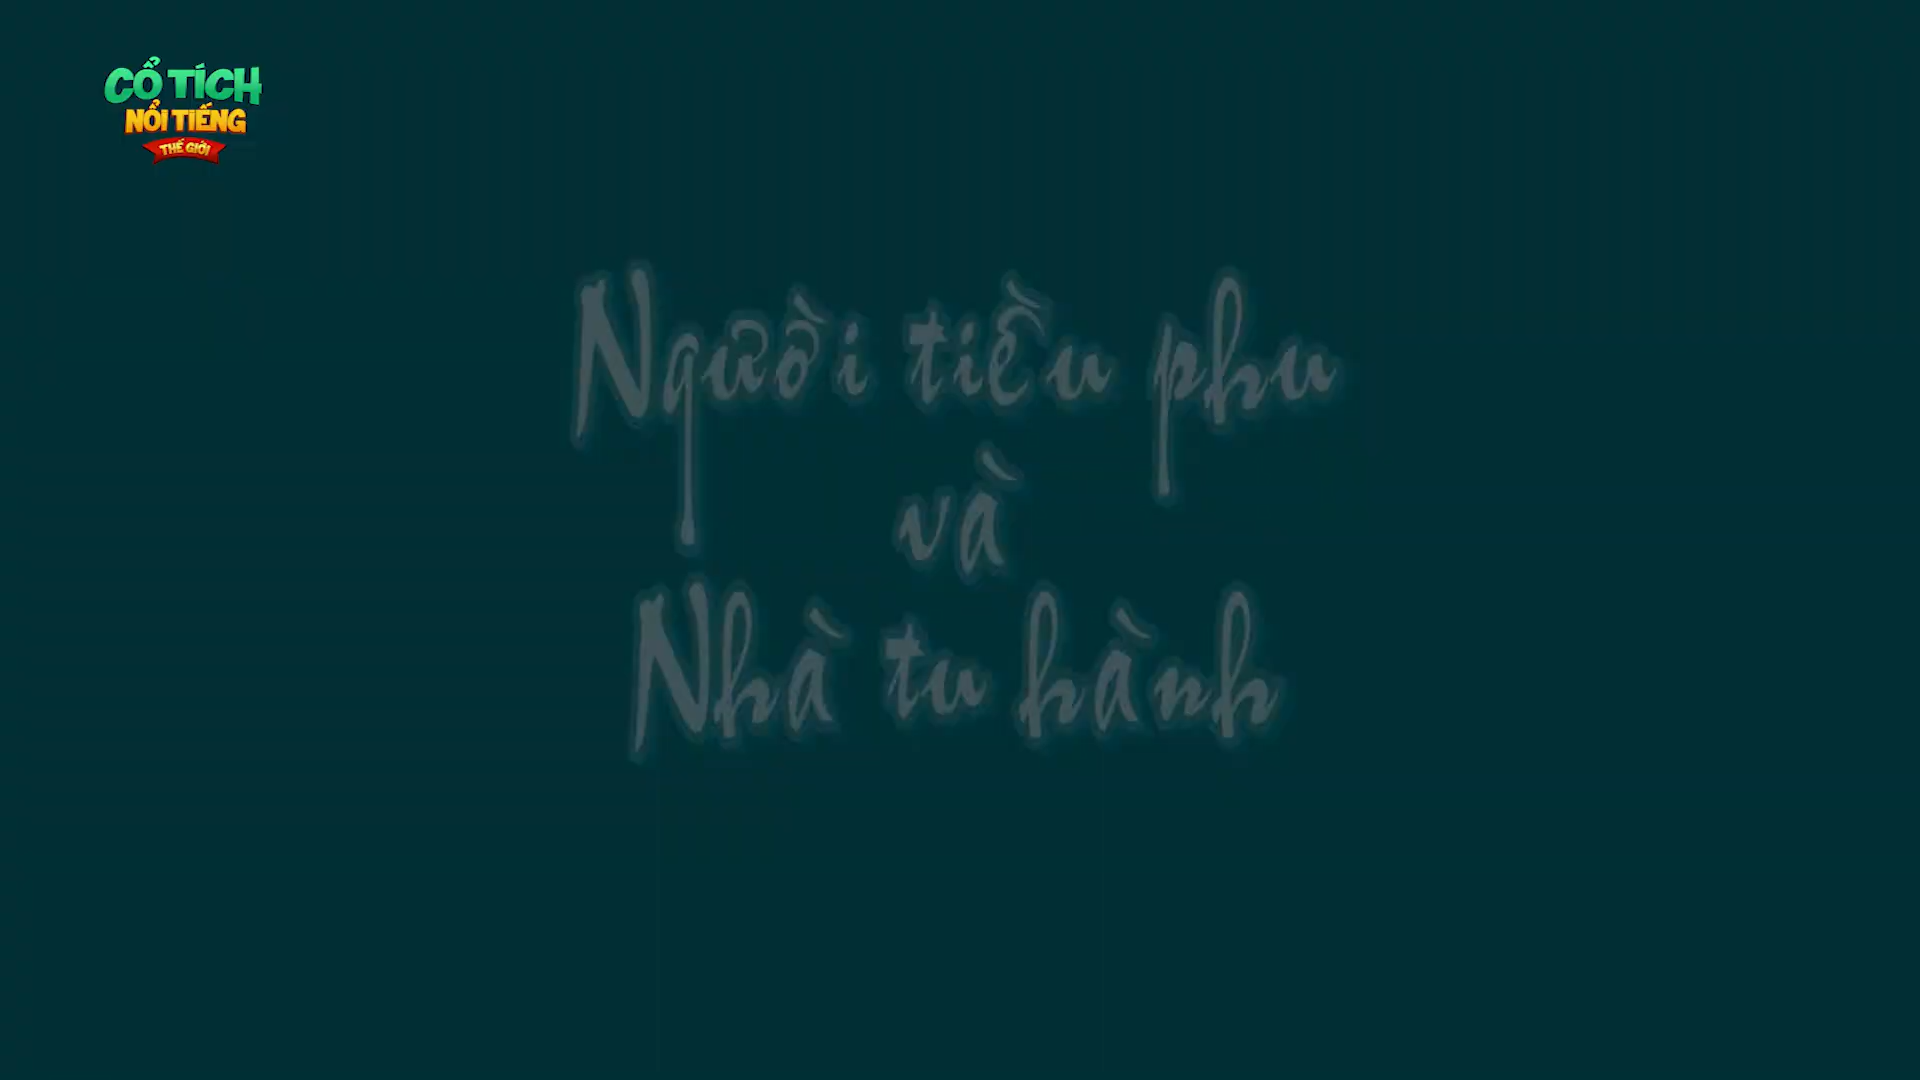 CỔ TÍCH
NỔI TIẾNG
THẾ GIỚI
Người tiều phu
và
Nhà tu hành